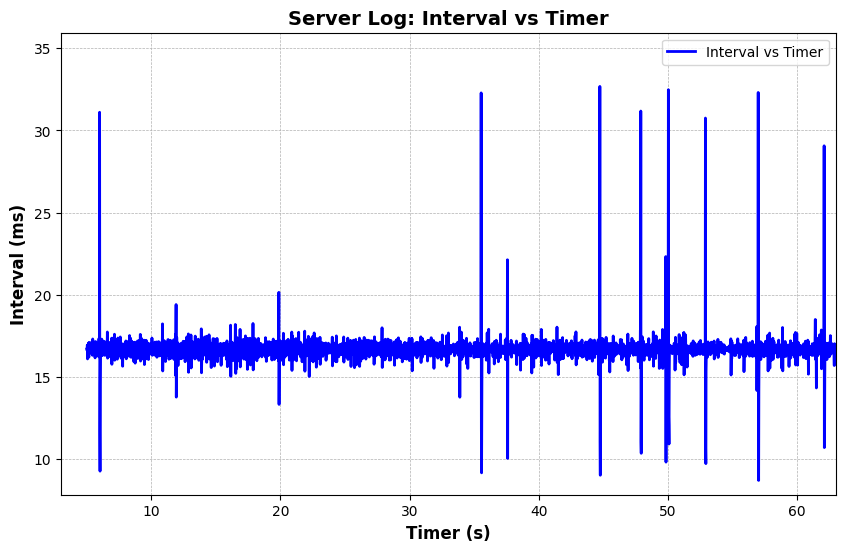 Server Log: Interval vs Timer
Interval vs Timer
35
30
25
20
15
10
Interval (ms)
10 20 30 40 50 60
Timer (s)